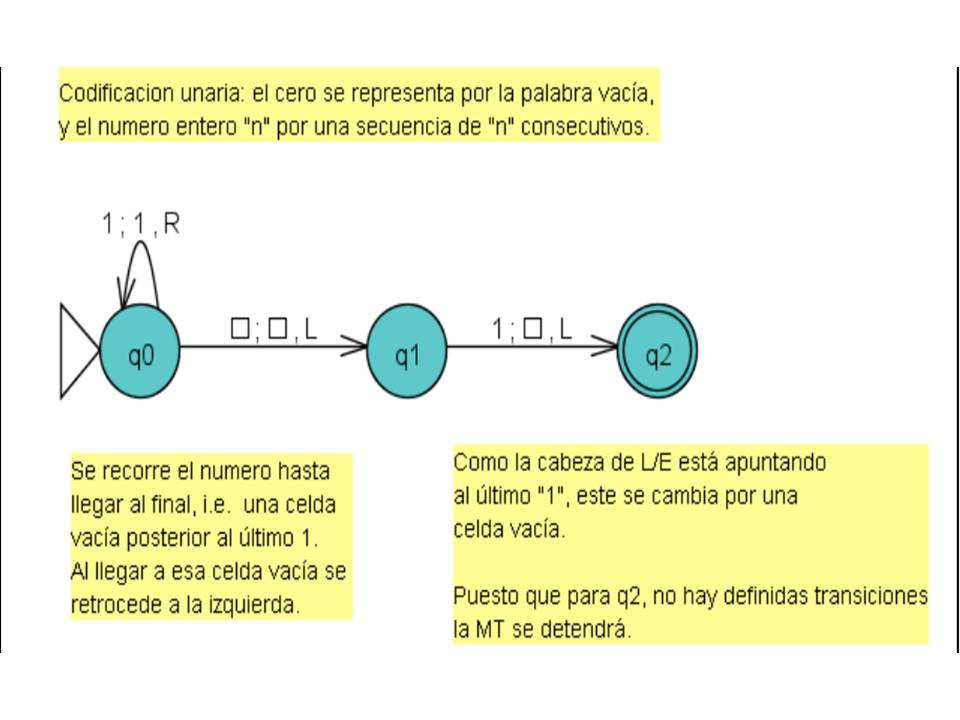 Codificacion unaria: el cero se representa por la palabra vacía,
y el numero entero "n" por una secuencia de "n" consecutivos.
1 ; 1 , R
□ ; □ , L
1 ; □ , L
q0
q1
q2
Se recorre el numero hasta
llegar al final, i.e. una celda
vacía posterior al último 1.
Al llegar a esa celda vacía se
retrocede a la izquierda.
Como la cabeza de L/E está apuntando
al último "1", este se cambia por una
celda vacía.
Puesto que para q2, no hay definidas transiciones
la MT se detendrá.